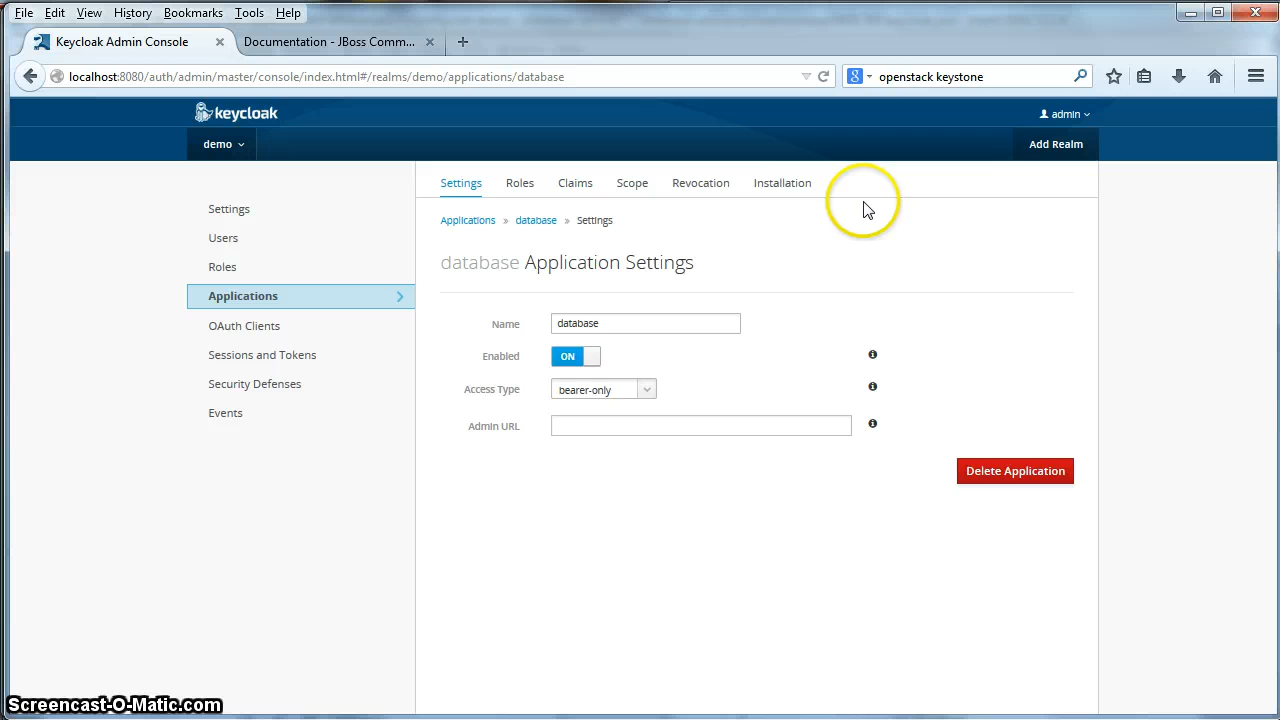 File Edit View History Bookmarks Tools Help
Keycloak Admin Console Documentation - JBoss Comm...
localhost:8080/auth/admin/master/console/index.html#/realms/demo/applications/database openstack keystone
keycloak admin
demo Add Realm
Settings Roles Claims Scope Revocation Installation
Settings
Users
Roles
Applications
OAuth Clients
Sessions and Tokens
Security Defenses
Events
Applications » database » Settings
database Application Settings
Name database
Enabled ON
Access Type bearer-only
Admin URL
Delete Application
Screencast-O-Matic.com